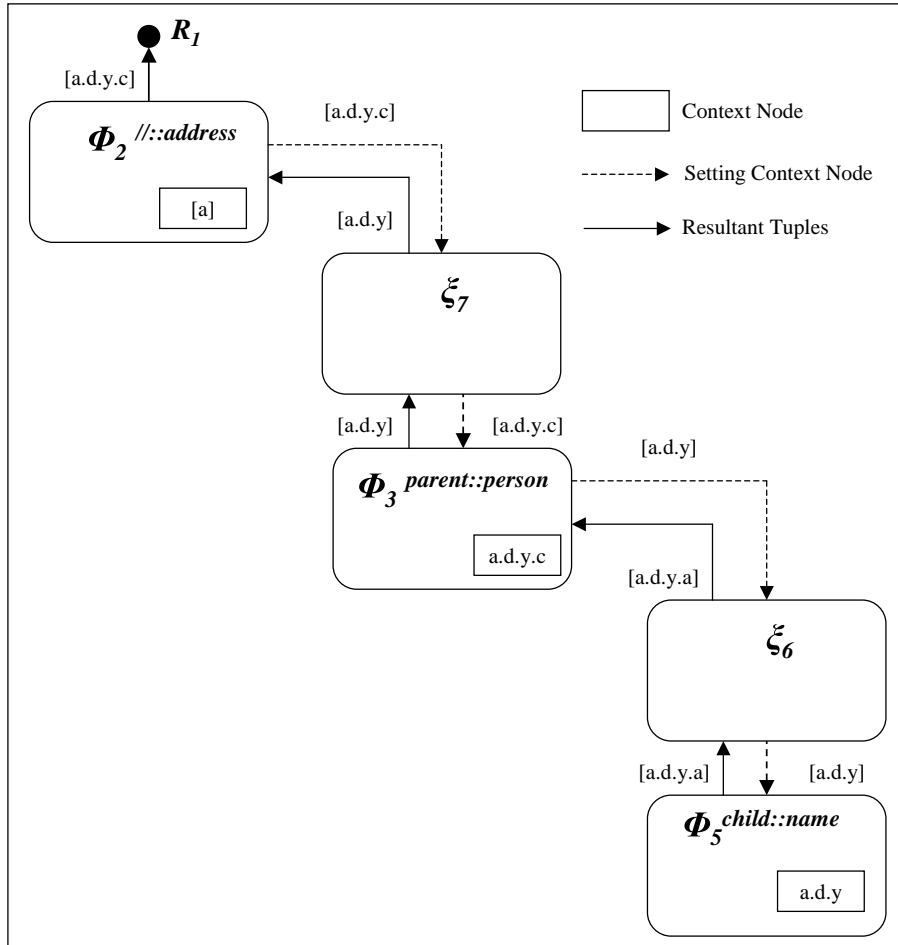 R1
[a.d.y.c]
Φ2 //::address
[a]
[a.d.y.c]
[a.d.y]
Context Node
Setting Context Node
Resultant Tuples
ξ7
[a.d.y]
[a.d.y.c]
Φ3 parent::person
a.d.y.c
[a.d.y]
[a.d.y.a]
ξ6
[a.d.y.a]
[a.d.y]
Φ5 child::name
a.d.y